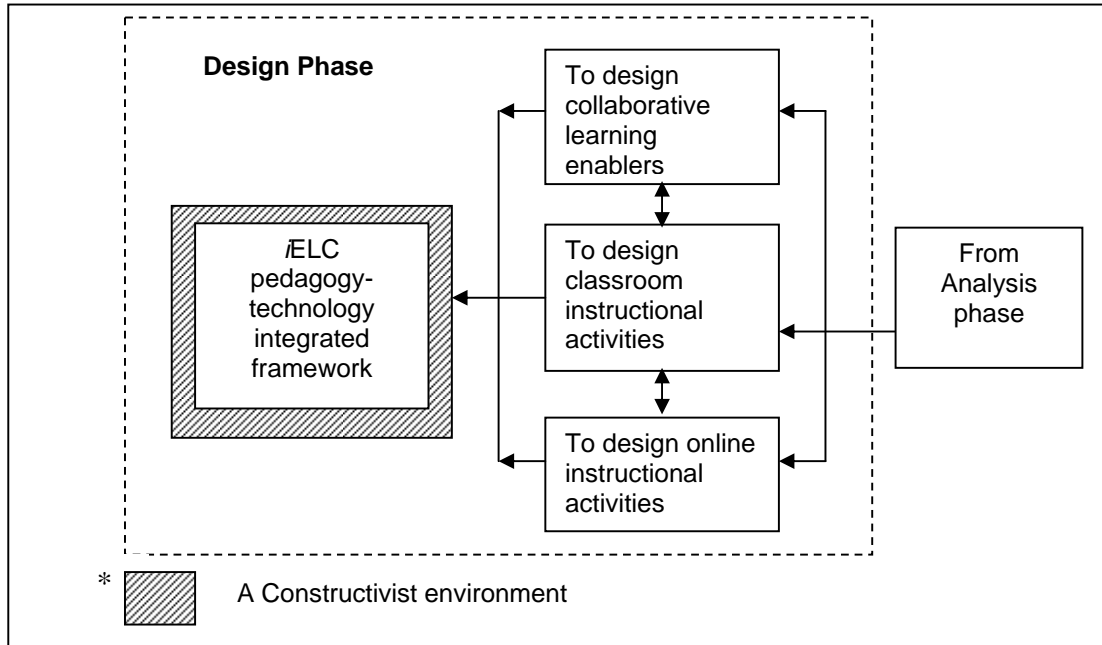 Design Phase
To design
collaborative
learning
enablers
iELC
pedagogy-
technology
integrated
framework
To design
classroom
instructional
activities
From
Analysis
phase
To design online
instructional
activities
* A Constructivist environment